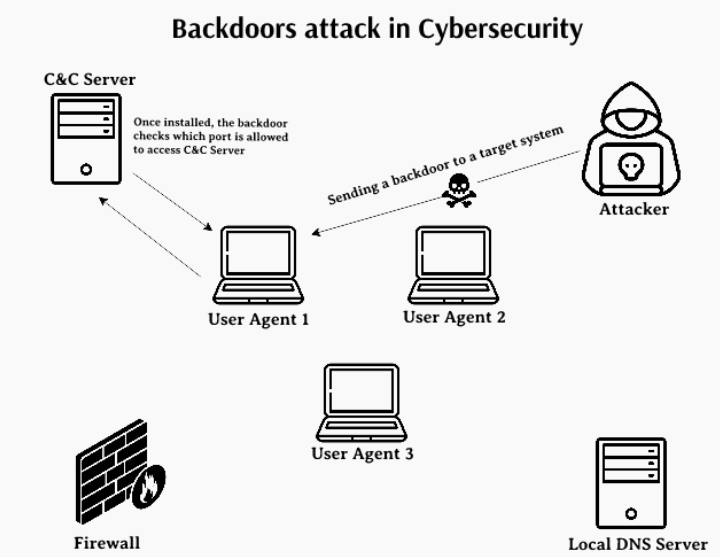 Backdoors attack in Cybersecurity
C&C Server
Once installed, the backdoor
checks which port is allowed
to access C&C Server
Sending a backdoor to a target system
Attacker
User Agent 1
User Agent 2
User Agent 3
Firewall
Local DNS Server